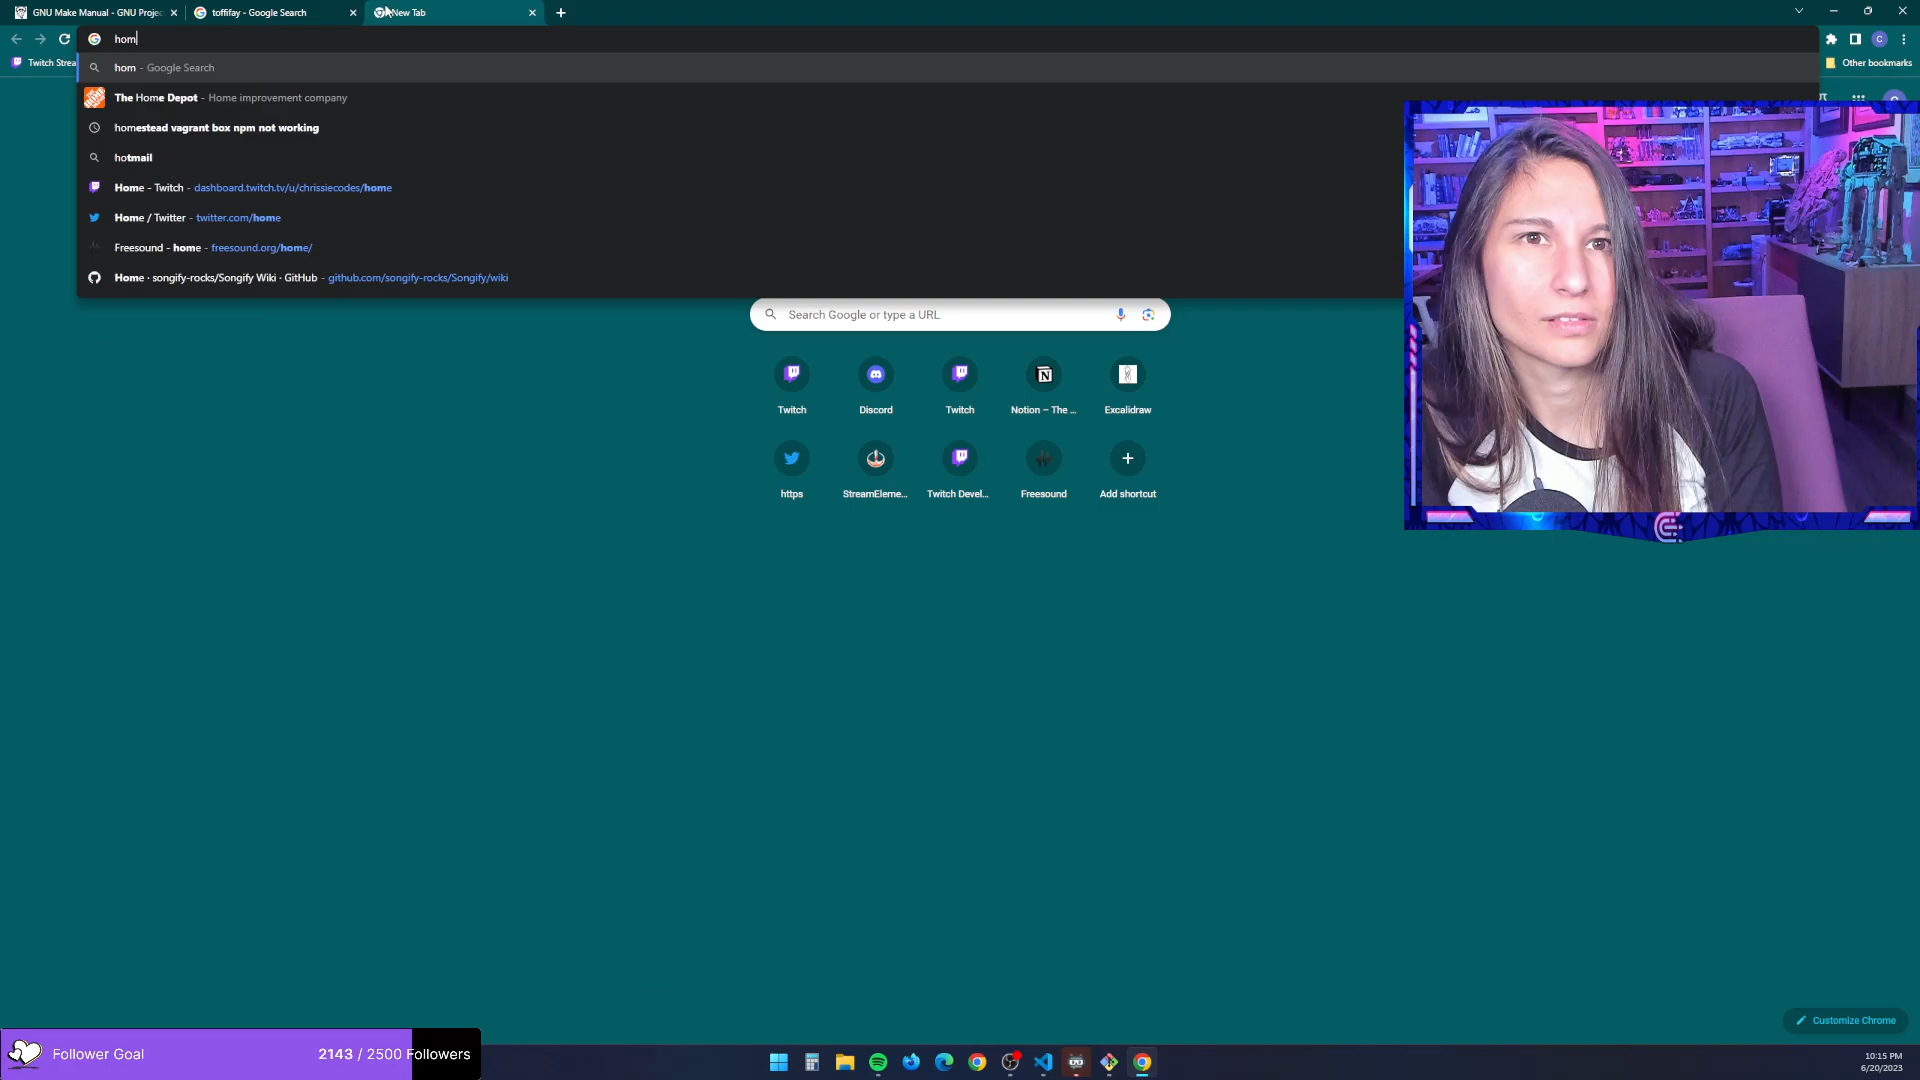 GNU Make Manual - GNU Projec
toffifay - Google Search
New Tab
hom
Twitch Strea
Other bookmarks
hom - Google Search
The Home Depot - Home improvement company
homestead vagrant box npm not working
hotmail
Home - Twitch - dashboard.twitch.tv/u/chrissiecodes/home
Home / Twitter - twitter.com/home
Freesound - home - freesound.org/home/
Home · songify-rocks/Songify Wiki · GitHub - github.com/songify-rocks/Songify/wiki
Search Google or type a URL
Twitch
Discord
Twitch
Notion – The ...
Excalidraw
https
StreamEleme...
Twitch Devel...
Freesound
Add shortcut
Customize Chrome
Follower Goal
2143 / 2500 Followers
10:15 PM
6/20/2023